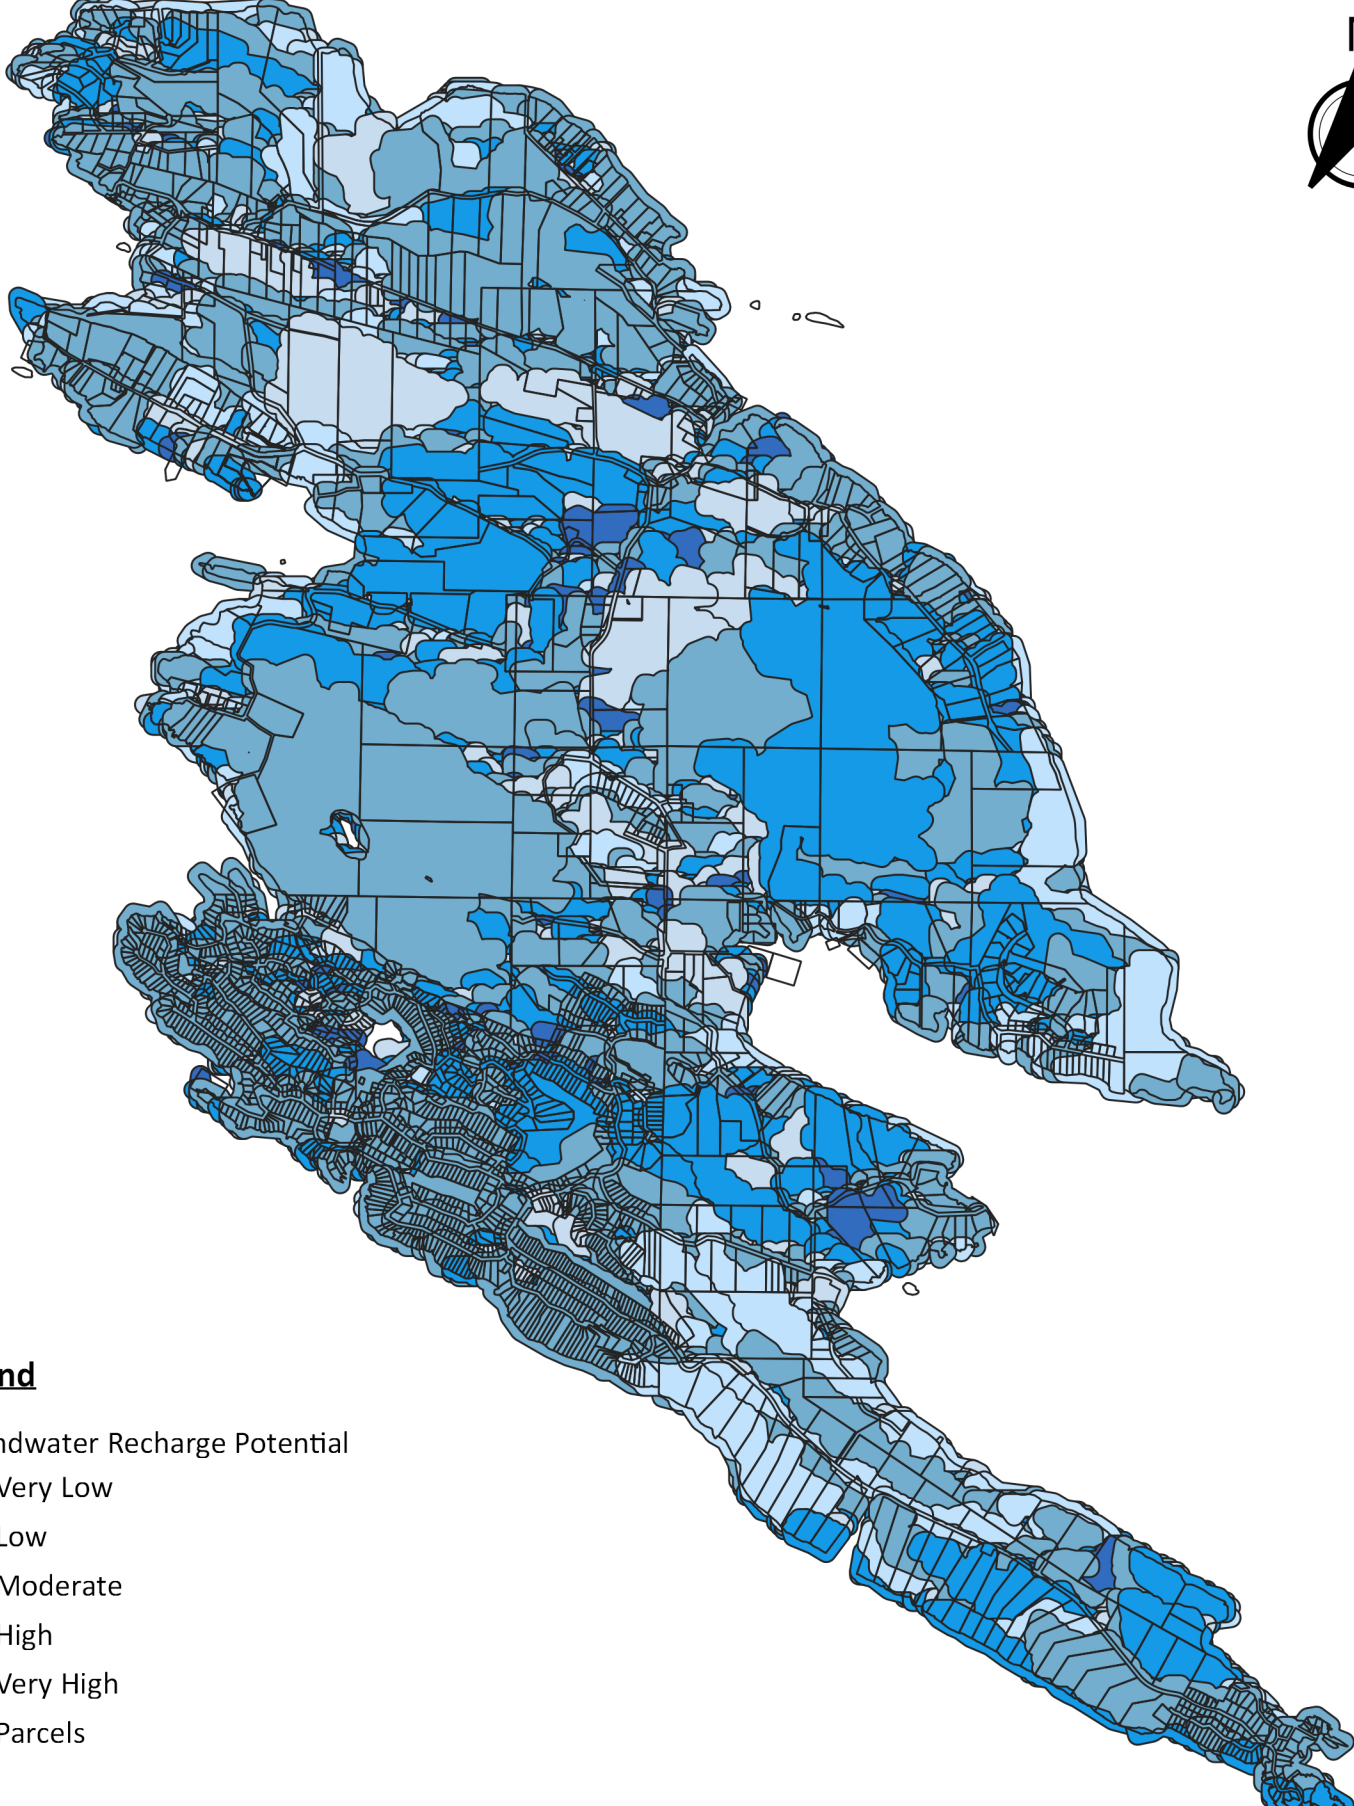 nd
ndwater Recharge Potential
Very Low
Low
Moderate
High
Very High
Parcels